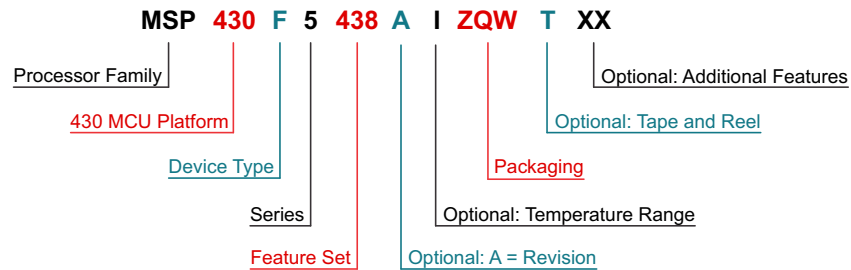 MSP 430 F 5 438 A I ZQW T XX
Processor Family
Optional: Additional Features
430 MCU Platform
Optional: Tape and Reel
Device Type
Packaging
Series
Optional: Temperature Range
Feature Set
Optional: A = Revision